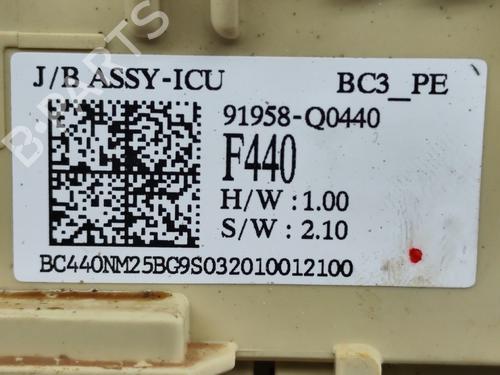 J/B ASSY-ICU BC3_PE
91958-Q0440
F440
H/W : 1.00
S/W : 2.10
BC440NM25BG9S032010012100
B-PARTS